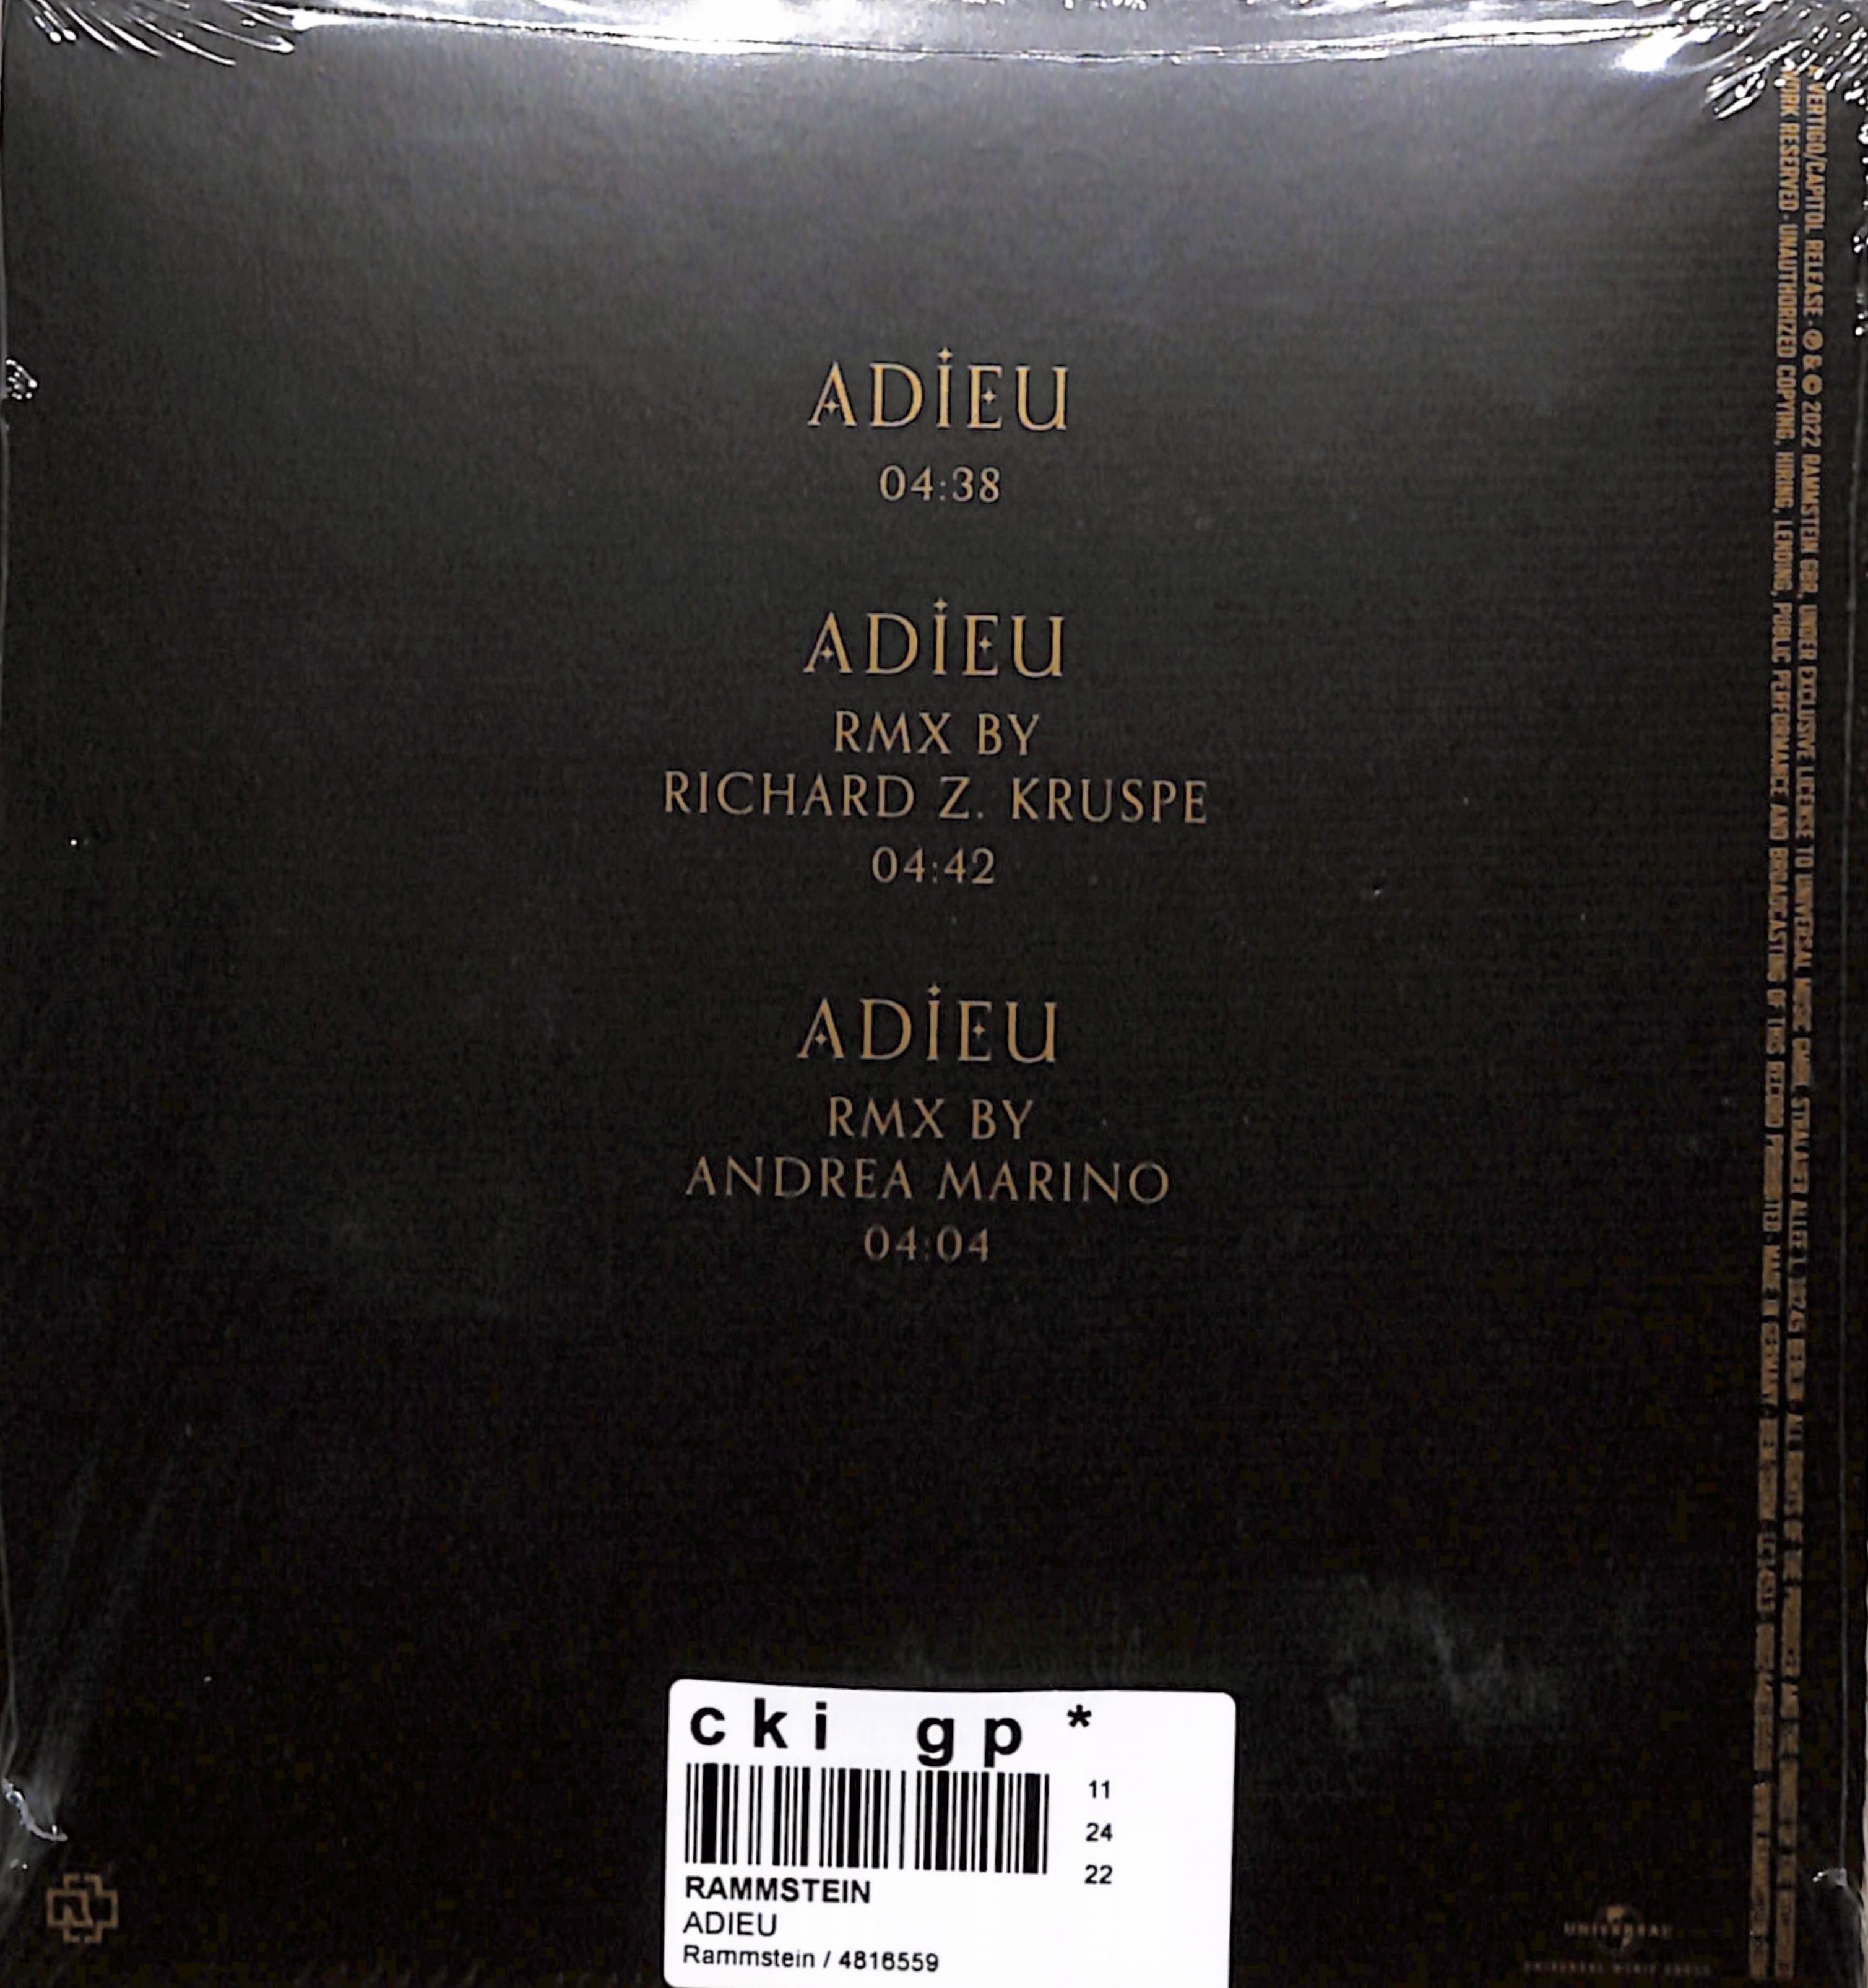 ADIEU
04:38
ADIEU
RMX BY
RICHARD Z. KRUSPE
04:42
ADIEU
RMX BY
ANDREA MARINO
04:04
VERTIGO/CAPITOL RELEASE · ℗ & © 2022 RAMMSTEIN GBR, UNDER EXCLUSIVE LICENSE TO UNIVERSAL MUSIC GMBH, STRALAUER ALLEE 1, 10245 BERLIN
WORK RESERVED · UNAUTHORIZED COPYING, HIRING, LENDING, PUBLIC PERFORMANCE AND BROADCASTING OF THIS RECORD PROHIBITED · MADE IN GERMANY
cki gp *
11
24
22
RAMMSTEIN
ADIEU
Rammstein / 4816559
UNIVERSAL